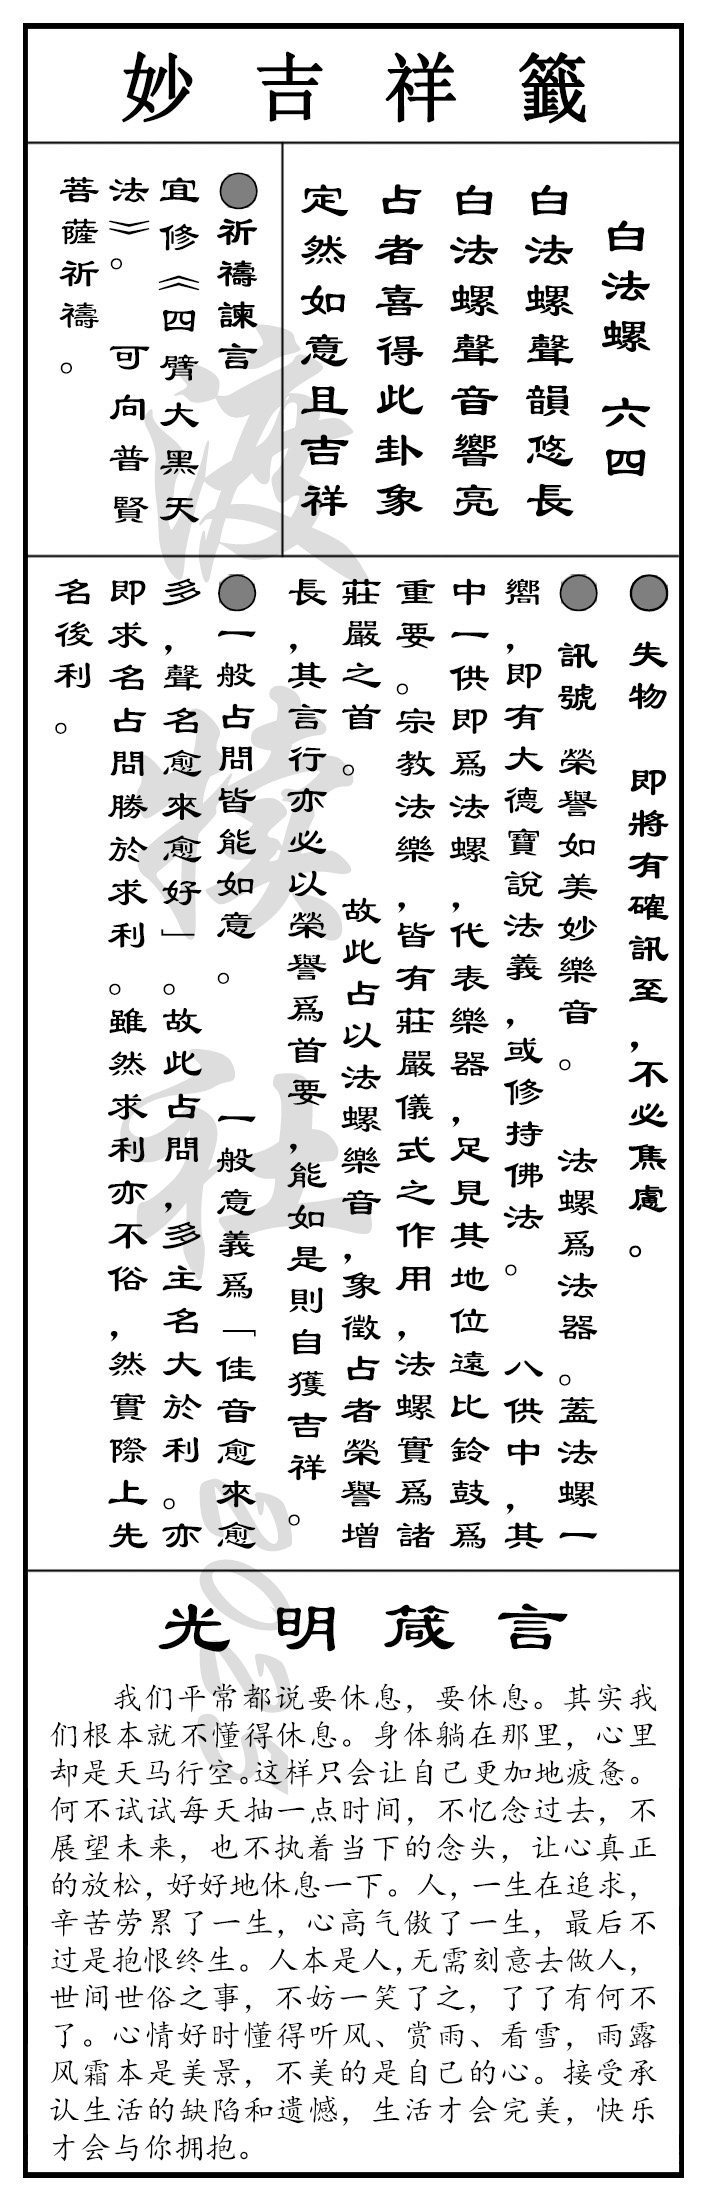 妙吉祥籤
白法螺 六四
白法螺聲韻悠長
白法螺聲音響亮
占者喜得此卦象
定然如意且吉祥
●祈禱諫言
宜修《四臂大黑天
法》。 可向普賢
菩薩祈禱。
● 失物 即將有確訊至，不必焦慮。
● 訊號 榮譽如美妙樂音。 法螺爲法器。蓋法螺一
嚮，即有大德寶說法義，或修持佛法。 八供中，其
中一供即爲法螺，代表樂器，足見其地位遠比鈴鼓爲
重要。宗教法樂，皆有莊嚴儀式之作用，法螺實爲諸
莊嚴之首。 故此占以法螺樂音，象徵占者榮譽增
長，其言行亦必以榮譽爲首要，能如是則自獲吉祥。
●一般占問皆能如意。 一般意義爲「佳音愈來愈
多，聲名愈來愈好」。故此占問，多主名大於利。亦
即求名占問勝於求利。雖然求利亦不俗，然實際上先
名後利。
光明箴言
我们平常都说要休息，要休息。其实我
们根本就不懂得休息。身体躺在那里，心里
却是天马行空。这样只会让自己更加地疲惫。
何不试试每天抽一点时间，不忆念过去，不
展望未来，也不执着当下的念头，让心真正
的放松，好好地休息一下。人，一生在追求，
辛苦劳累了一生，心高气傲了一生，最后不
过是抱恨终生。人本是人，无需刻意去做人，
世间世俗之事，不妨一笑了之，了了有何不
了。心情好时懂得听风、赏雨、看雪，雨露
风霜本是美景，不美的是自己的心。接受承
认生活的缺陷和遗憾，生活才会完美，快乐
才会与你拥抱。
渡 社 2025